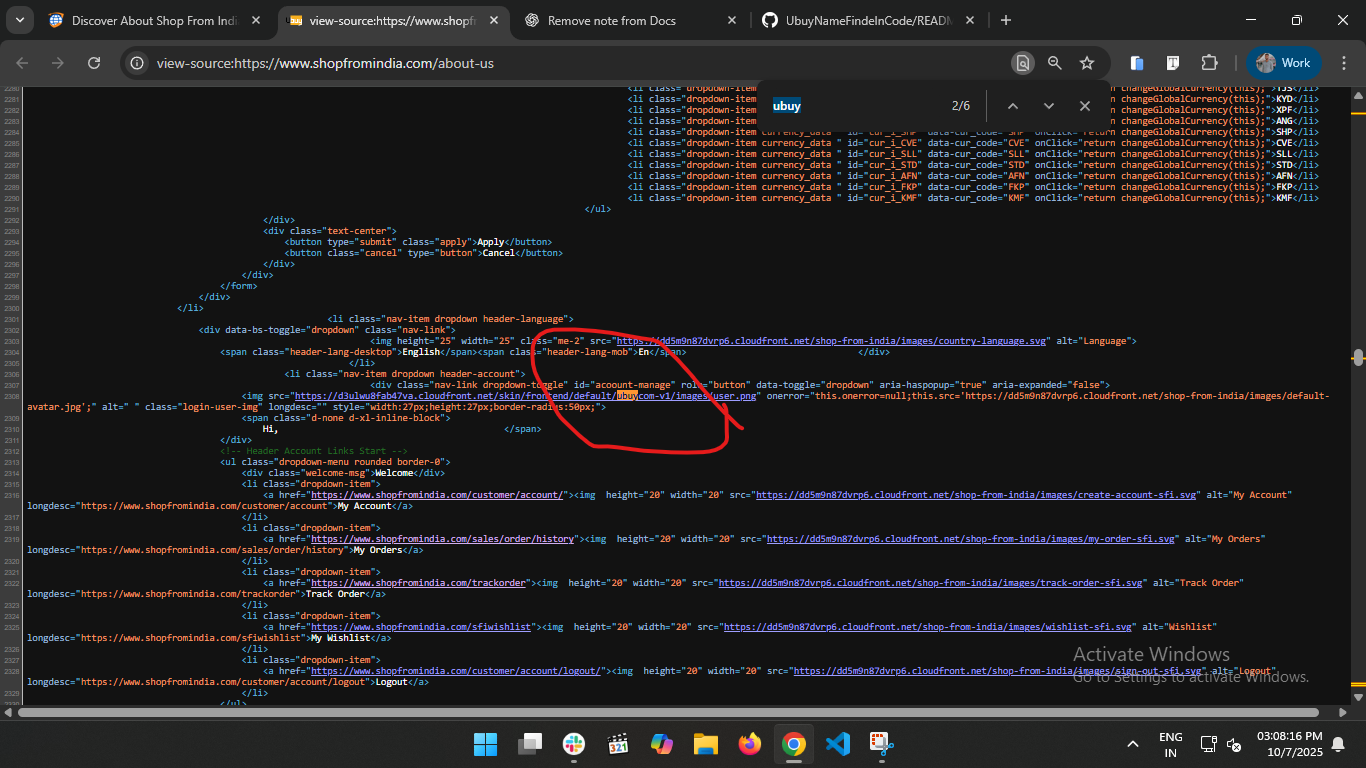 Discover About Shop From Indi
view-source:https://www.shopf
Remove note from Docs
UbuyNameFindeInCode/READM
view-source:https://www.shopfromindia.com/about-us
Work
ubuy
2/6
2281 <li class="dropdown-item changeGlobalCurrency(this);">KYD</li>
2282 <li class="dropdown-item changeGlobalCurrency(this);">XPF</li>
2283 <li class="dropdown-item changeGlobalCurrency(this);">ANG</li>
2284 <li class="dropdown-item currency_data " id="cur_i_SHP" data-cur_code="SHP" onClick="return changeGlobalCurrency(this);">SHP</li>
2285 <li class="dropdown-item currency_data " id="cur_i_CVE" data-cur_code="CVE" onClick="return changeGlobalCurrency(this);">CVE</li>
2286 <li class="dropdown-item currency_data " id="cur_i_SLL" data-cur_code="SLL" onClick="return changeGlobalCurrency(this);">SLL</li>
2287 <li class="dropdown-item currency_data " id="cur_i_STD" data-cur_code="STD" onClick="return changeGlobalCurrency(this);">STD</li>
2288 <li class="dropdown-item currency_data " id="cur_i_AFN" data-cur_code="AFN" onClick="return changeGlobalCurrency(this);">AFN</li>
2289 <li class="dropdown-item currency_data " id="cur_i_FKP" data-cur_code="FKP" onClick="return changeGlobalCurrency(this);">FKP</li>
2290 <li class="dropdown-item currency_data " id="cur_i_KMF" data-cur_code="KMF" onClick="return changeGlobalCurrency(this);">KMF</li>
2291 </ul>
2292 </div>
2293 <div class="text-center">
2294 <button type="submit" class="apply">Apply</button>
2295 <button class="cancel" type="button">Cancel</button>
2296 </div>
2297 </div>
2298 </form>
2299 </div>
2300 </li>
2301 <li class="nav-item dropdown header-language">
2302 <div data-bs-toggle="dropdown" class="nav-link">
2303 <img height="25" width="25" class="me-2" src="https://dd5m9n87dvrp6.cloudfront.net/shop-from-india/images/country-language.svg" alt="Language">
2304 <span class="header-lang-desktop">English</span><span class="header-lang-mob">En</span> </div>
2305 </li>
2306 <li class="nav-item dropdown header-account">
2307 <div class="nav-link dropdown-toggle" id="acoount-manage" role="button" data-toggle="dropdown" aria-haspopup="true" aria-expanded="false">
2308 <img src="https://d3ulwu8fab47va.cloudfront.net/skin/frontend/default/ubuycom-v1/images/user.png" onerror="this.onerror=null;this.src='https://dd5m9n87dvrp6.cloudfront.net/shop-from-india/images/default-
avatar.jpg';" alt=" " class="login-user-img" longdesc="" style="width:27px;height:27px;border-radius:50px;">
2309 <span class="d-none d-xl-inline-block">
2310 Hi, </span>
2311 </div>
2312 <!-- Header Account Links Start -->
2313 <ul class="dropdown-menu rounded border-0">
2314 <div class="welcome-msg">Welcome</div>
2315 <li class="dropdown-item">
2316 <a href="https://www.shopfromindia.com/customer/account/"><img height="20" width="20" src="https://dd5m9n87dvrp6.cloudfront.net/shop-from-india/images/create-account-sfi.svg" alt="My Account"
longdesc="https://www.shopfromindia.com/customer/account">My Account</a>
2317 </li>
2318 <li class="dropdown-item">
2319 <a href="https://www.shopfromindia.com/sales/order/history"><img height="20" width="20" src="https://dd5m9n87dvrp6.cloudfront.net/shop-from-india/images/my-order-sfi.svg" alt="My Orders"
longdesc="https://www.shopfromindia.com/sales/order/history">My Orders</a>
2320 </li>
2321 <li class="dropdown-item">
2322 <a href="https://www.shopfromindia.com/trackorder"><img height="20" width="20" src="https://dd5m9n87dvrp6.cloudfront.net/shop-from-india/images/track-order-sfi.svg" alt="Track Order"
longdesc="https://www.shopfromindia.com/trackorder">Track Order</a>
2323 </li>
2324 <li class="dropdown-item">
2325 <a href="https://www.shopfromindia.com/sfiwishlist"><img height="20" width="20" src="https://dd5m9n87dvrp6.cloudfront.net/shop-from-india/images/wishlist-sfi.svg" alt="Wishlist"
longdesc="https://www.shopfromindia.com/sfiwishlist">My Wishlist</a>
2326 </li>
2327 <li class="dropdown-item">
2328 <a href="https://www.shopfromindia.com/customer/account/logout/"><img height="20" width="20" src="https://dd5m9n87dvrp6.cloudfront.net/shop-from-india/images/sign-out-sfi.svg" alt="Logout"
longdesc="https://www.shopfromindia.com/customer/account/logout">Logout</a>
2329 </li>
Activate Windows
Go to Settings to activate Windows.
321
ENG
IN
03:08:16 PM
10/7/2025